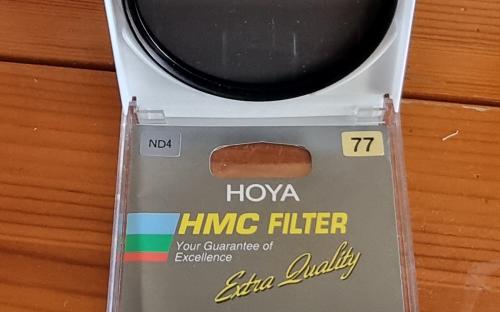 ND4
77
HOYA
HMC FILTER
Your Guarantee of
Excellence
Extra Quality